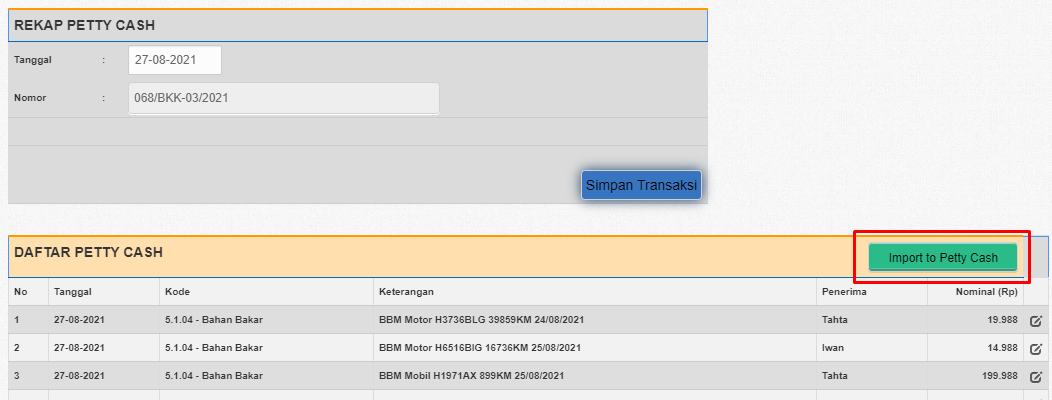 REKAP PETTY CASH
Tanggal : 27-08-2021
Nomor : 068/BKK-03/2021
Simpan Transaksi
DAFTAR PETTY CASH Import to Petty Cash
No Tanggal Kode Keterangan Penerima Nominal (Rp)
1 27-08-2021 5.1.04 - Bahan Bakar BBM Motor H3736BLG 39859KM 24/08/2021 Tahta 19.988
2 27-08-2021 5.1.04 - Bahan Bakar BBM Motor H6516BIG 16736KM 25/08/2021 Iwan 14.988
3 27-08-2021 5.1.04 - Bahan Bakar BBM Mobil H1971AX 899KM 25/08/2021 Tahta 199.988